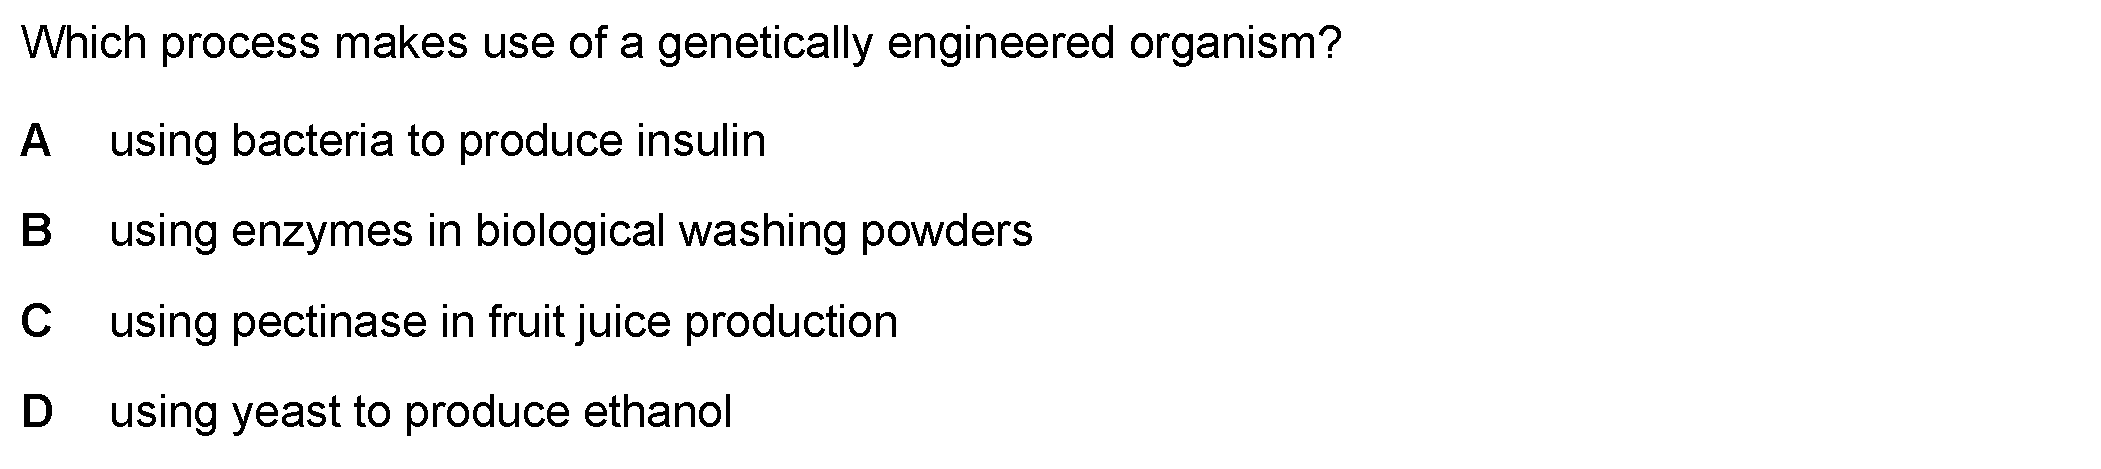 Which process makes use of a genetically engineered organism?
A using bacteria to produce insulin
B using enzymes in biological washing powders
C using pectinase in fruit juice production
D using yeast to produce ethanol